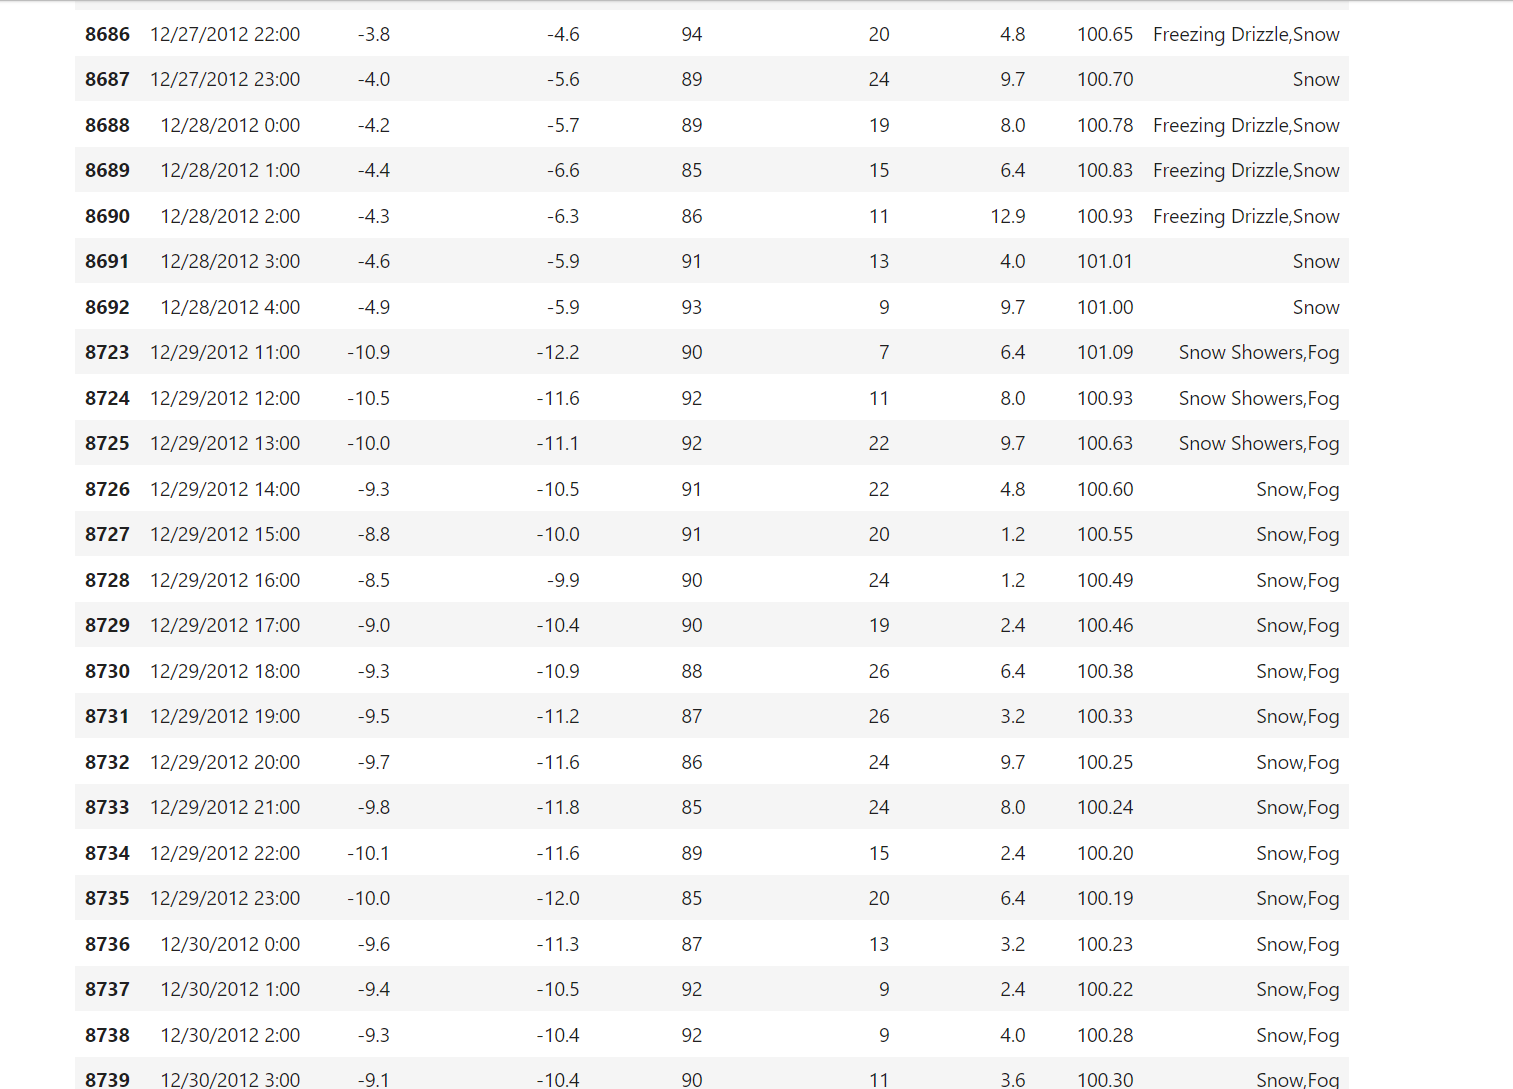 8686 12/27/2012 22:00 -3.8 -4.6 94 20 4.8 100.65 Freezing Drizzle,Snow
8687 12/27/2012 23:00 -4.0 -5.6 89 24 9.7 100.70 Snow
8688 12/28/2012 0:00 -4.2 -5.7 89 19 8.0 100.78 Freezing Drizzle,Snow
8689 12/28/2012 1:00 -4.4 -6.6 85 15 6.4 100.83 Freezing Drizzle,Snow
8690 12/28/2012 2:00 -4.3 -6.3 86 11 12.9 100.93 Freezing Drizzle,Snow
8691 12/28/2012 3:00 -4.6 -5.9 91 13 4.0 101.01 Snow
8692 12/28/2012 4:00 -4.9 -5.9 93 9 9.7 101.00 Snow
8723 12/29/2012 11:00 -10.9 -12.2 90 7 6.4 101.09 Snow Showers,Fog
8724 12/29/2012 12:00 -10.5 -11.6 92 11 8.0 100.93 Snow Showers,Fog
8725 12/29/2012 13:00 -10.0 -11.1 92 22 9.7 100.63 Snow Showers,Fog
8726 12/29/2012 14:00 -9.3 -10.5 91 22 4.8 100.60 Snow,Fog
8727 12/29/2012 15:00 -8.8 -10.0 91 20 1.2 100.55 Snow,Fog
8728 12/29/2012 16:00 -8.5 -9.9 90 24 1.2 100.49 Snow,Fog
8729 12/29/2012 17:00 -9.0 -10.4 90 19 2.4 100.46 Snow,Fog
8730 12/29/2012 18:00 -9.3 -10.9 88 26 6.4 100.38 Snow,Fog
8731 12/29/2012 19:00 -9.5 -11.2 87 26 3.2 100.33 Snow,Fog
8732 12/29/2012 20:00 -9.7 -11.6 86 24 9.7 100.25 Snow,Fog
8733 12/29/2012 21:00 -9.8 -11.8 85 24 8.0 100.24 Snow,Fog
8734 12/29/2012 22:00 -10.1 -11.6 89 15 2.4 100.20 Snow,Fog
8735 12/29/2012 23:00 -10.0 -12.0 85 20 6.4 100.19 Snow,Fog
8736 12/30/2012 0:00 -9.6 -11.3 87 13 3.2 100.23 Snow,Fog
8737 12/30/2012 1:00 -9.4 -10.5 92 9 2.4 100.22 Snow,Fog
8738 12/30/2012 2:00 -9.3 -10.4 92 9 4.0 100.28 Snow,Fog
8739 12/30/2012 3:00 -9.1 -10.4 90 11 3.6 100.30 Snow,Fog